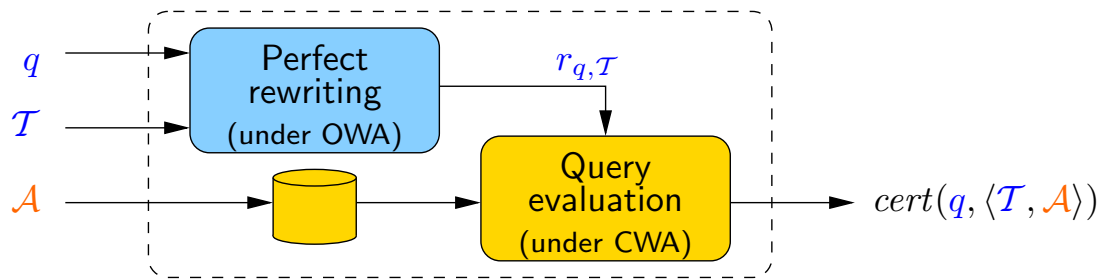 q
𝒯
𝒜
Perfect
rewriting
(under OWA)
r_{q,𝒯}
Query
evaluation
(under CWA)
cert(q, ⟨𝒯, 𝒜⟩)